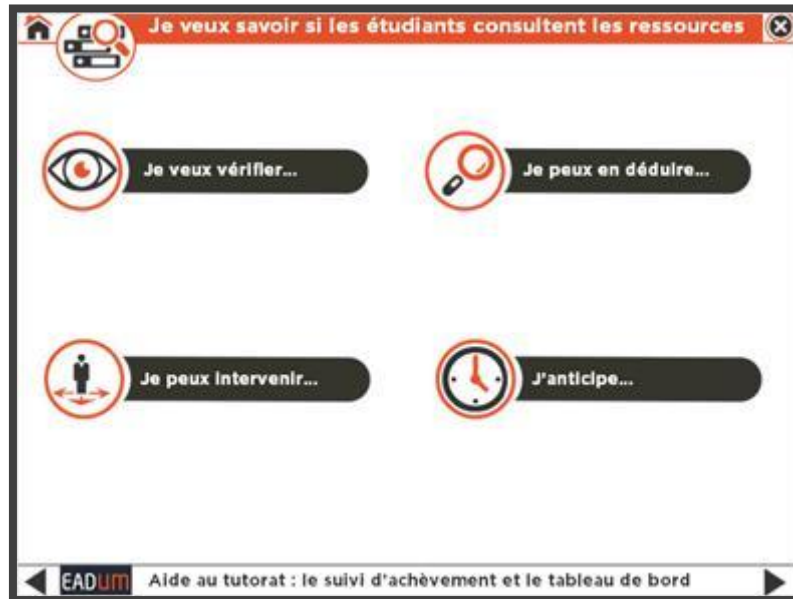 Je veux savoir si les étudiants consultent les ressources
Je veux vérifier...
Je peux en déduire...
Je peux intervenir...
J'anticipe...
EADUM
Aide au tutorat : le suivi d'achèvement et le tableau de bord